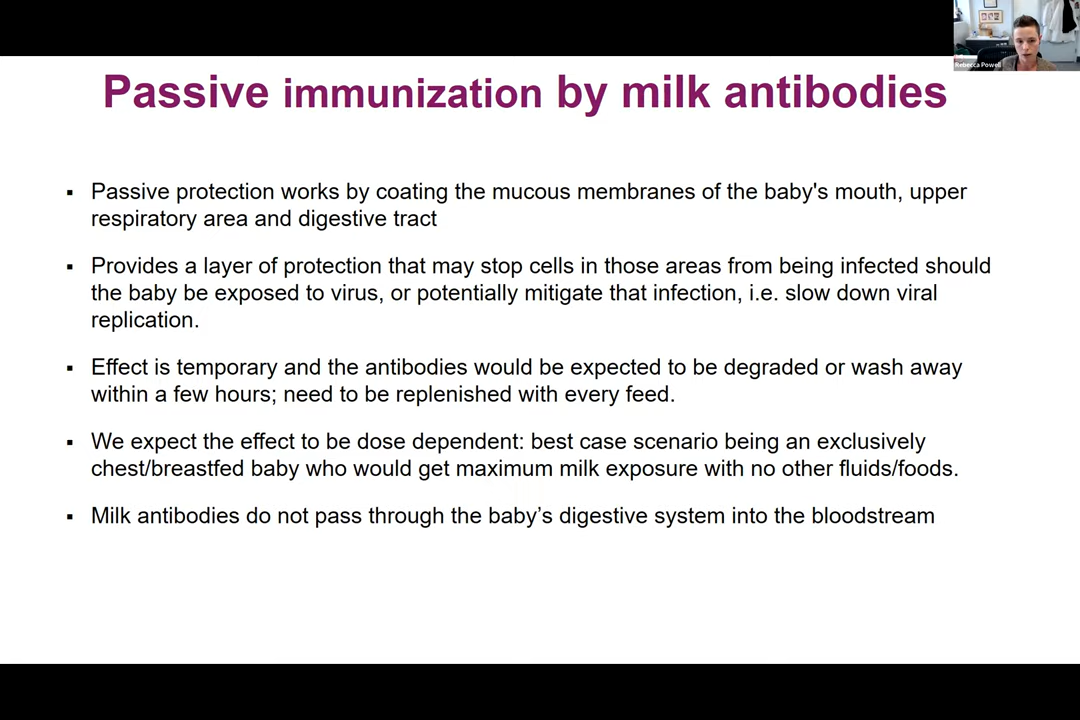 Rebecca Powell
Passive immunization by milk antibodies
▪ Passive protection works by coating the mucous membranes of the baby's mouth, upper
respiratory area and digestive tract
▪ Provides a layer of protection that may stop cells in those areas from being infected should
the baby be exposed to virus, or potentially mitigate that infection, i.e. slow down viral
replication.
▪ Effect is temporary and the antibodies would be expected to be degraded or wash away
within a few hours; need to be replenished with every feed.
▪ We expect the effect to be dose dependent: best case scenario being an exclusively
chest/breastfed baby who would get maximum milk exposure with no other fluids/foods.
▪ Milk antibodies do not pass through the baby’s digestive system into the bloodstream